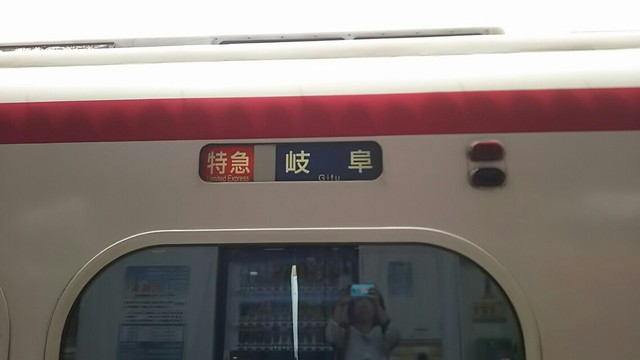 特急 岐阜
Limited Express Gifu